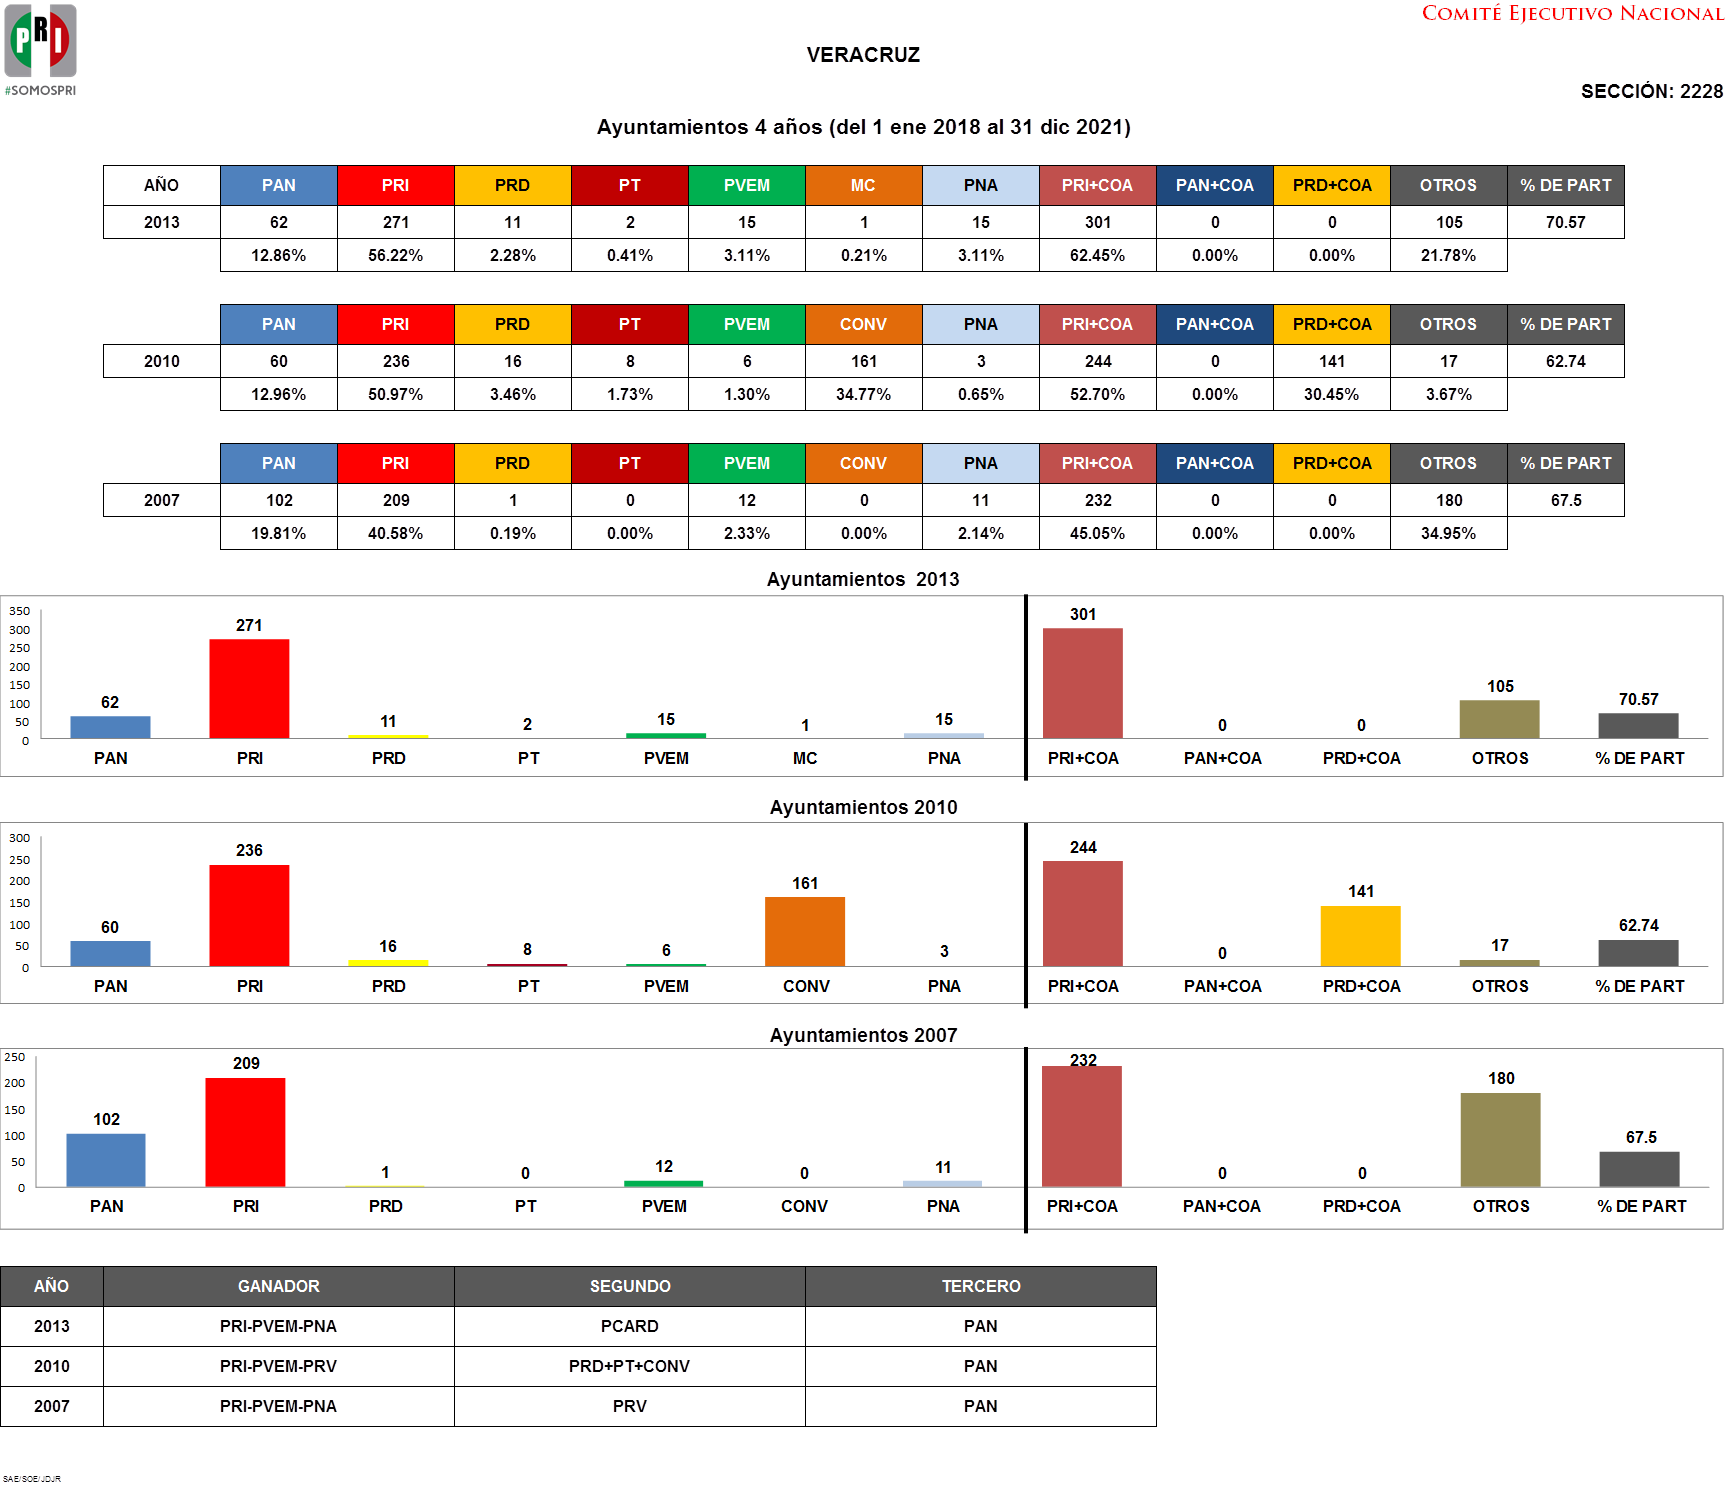 PRI
#SOMOSPRI
COMITÉ EJECUTIVO NACIONAL
VERACRUZ
SECCIÓN: 2228
Ayuntamientos 4 años (del 1 ene 2018 al 31 dic 2021)
AÑO PAN PRI PRD PT PVEM MC PNA PRI+COA PAN+COA PRD+COA OTROS % DE PART
2013 62 271 11 2 15 1 15 301 0 0 105 70.57
12.86% 56.22% 2.28% 0.41% 3.11% 0.21% 3.11% 62.45% 0.00% 0.00% 21.78%
PAN PRI PRD PT PVEM CONV PNA PRI+COA PAN+COA PRD+COA OTROS % DE PART
2010 60 236 16 8 6 161 3 244 0 141 17 62.74
12.96% 50.97% 3.46% 1.73% 1.30% 34.77% 0.65% 52.70% 0.00% 30.45% 3.67%
PAN PRI PRD PT PVEM CONV PNA PRI+COA PAN+COA PRD+COA OTROS % DE PART
2007 102 209 1 0 12 0 11 232 0 0 180 67.5
19.81% 40.58% 0.19% 0.00% 2.33% 0.00% 2.14% 45.05% 0.00% 0.00% 34.95%
Ayuntamientos 2013
350
300
250
200
150
100
50
0
62 271 11 2 15 1 15 301 0 0 105 70.57
PAN PRI PRD PT PVEM MC PNA PRI+COA PAN+COA PRD+COA OTROS % DE PART
Ayuntamientos 2010
300
250
200
150
100
50
0
60 236 16 8 6 161 3 244 0 141 17 62.74
PAN PRI PRD PT PVEM CONV PNA PRI+COA PAN+COA PRD+COA OTROS % DE PART
Ayuntamientos 2007
250
200
150
100
50
0
102 209 1 0 12 0 11 232 0 0 180 67.5
PAN PRI PRD PT PVEM CONV PNA PRI+COA PAN+COA PRD+COA OTROS % DE PART
AÑO GANADOR SEGUNDO TERCERO
2013 PRI-PVEM-PNA PCARD PAN
2010 PRI-PVEM-PRV PRD+PT+CONV PAN
2007 PRI-PVEM-PNA PRV PAN
SAE/SOE/JDJR